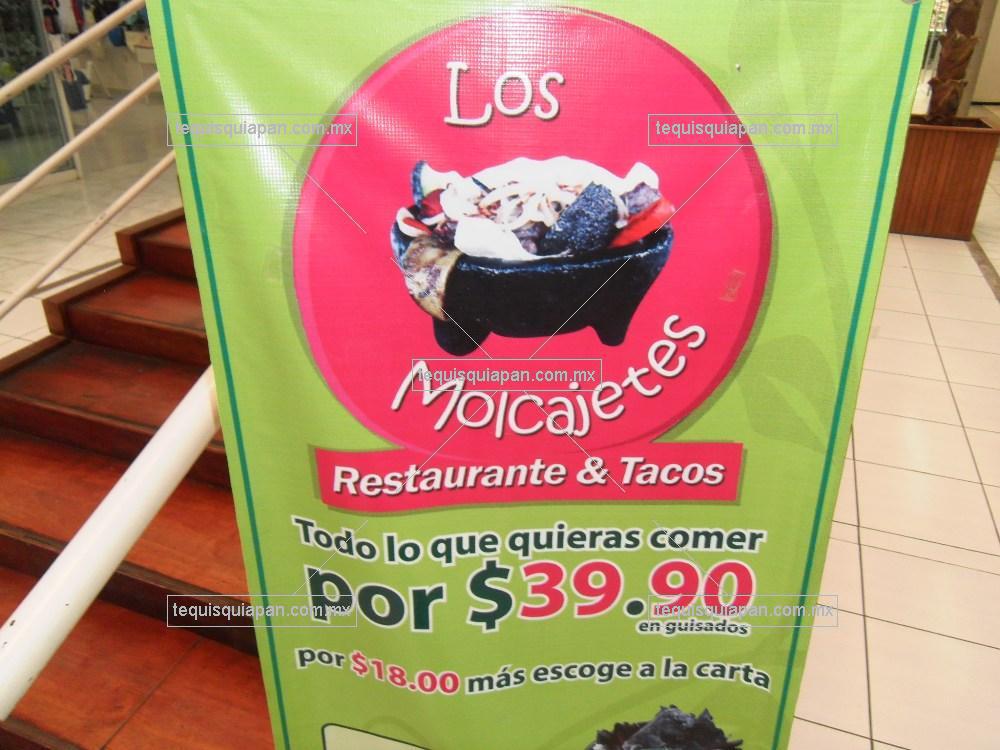 Los
Molcajetes
Restaurante & Tacos
Todo lo que quieras comer
por $39.90
en guisados
por $18.00 más escoge a la carta
tequisquiapan.com.mx
tequisquiapan.com.mx
tequisquiapan.com.mx
tequisquiapan.com.mx
tequisquiapan.com.mx